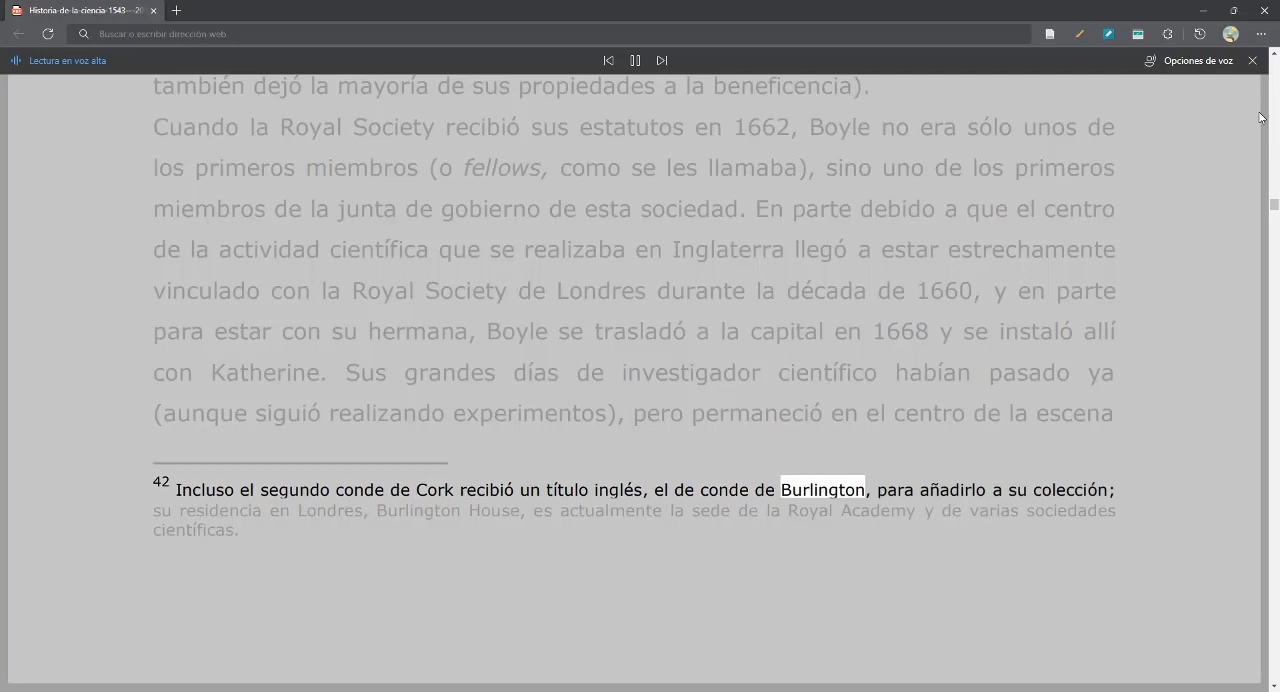 Historia-de-la-ciencia-1543---20
Buscar o escribir dirección web
Lectura en voz alta
Opciones de voz
también dejó la mayoría de sus propiedades a la beneficencia).
Cuando la Royal Society recibió sus estatutos en 1662, Boyle no era sólo unos de
los primeros miembros (o fellows, como se les llamaba), sino uno de los primeros
miembros de la junta de gobierno de esta sociedad. En parte debido a que el centro
de la actividad científica que se realizaba en Inglaterra llegó a estar estrechamente
vinculado con la Royal Society de Londres durante la década de 1660, y en parte
para estar con su hermana, Boyle se trasladó a la capital en 1668 y se instaló allí
con Katherine. Sus grandes días de investigador científico habían pasado ya
(aunque siguió realizando experimentos), pero permaneció en el centro de la escena
42 Incluso el segundo conde de Cork recibió un título inglés, el de conde de Burlington, para añadirlo a su colección;
su residencia en Londres, Burlington House, es actualmente la sede de la Royal Academy y de varias sociedades
científicas.